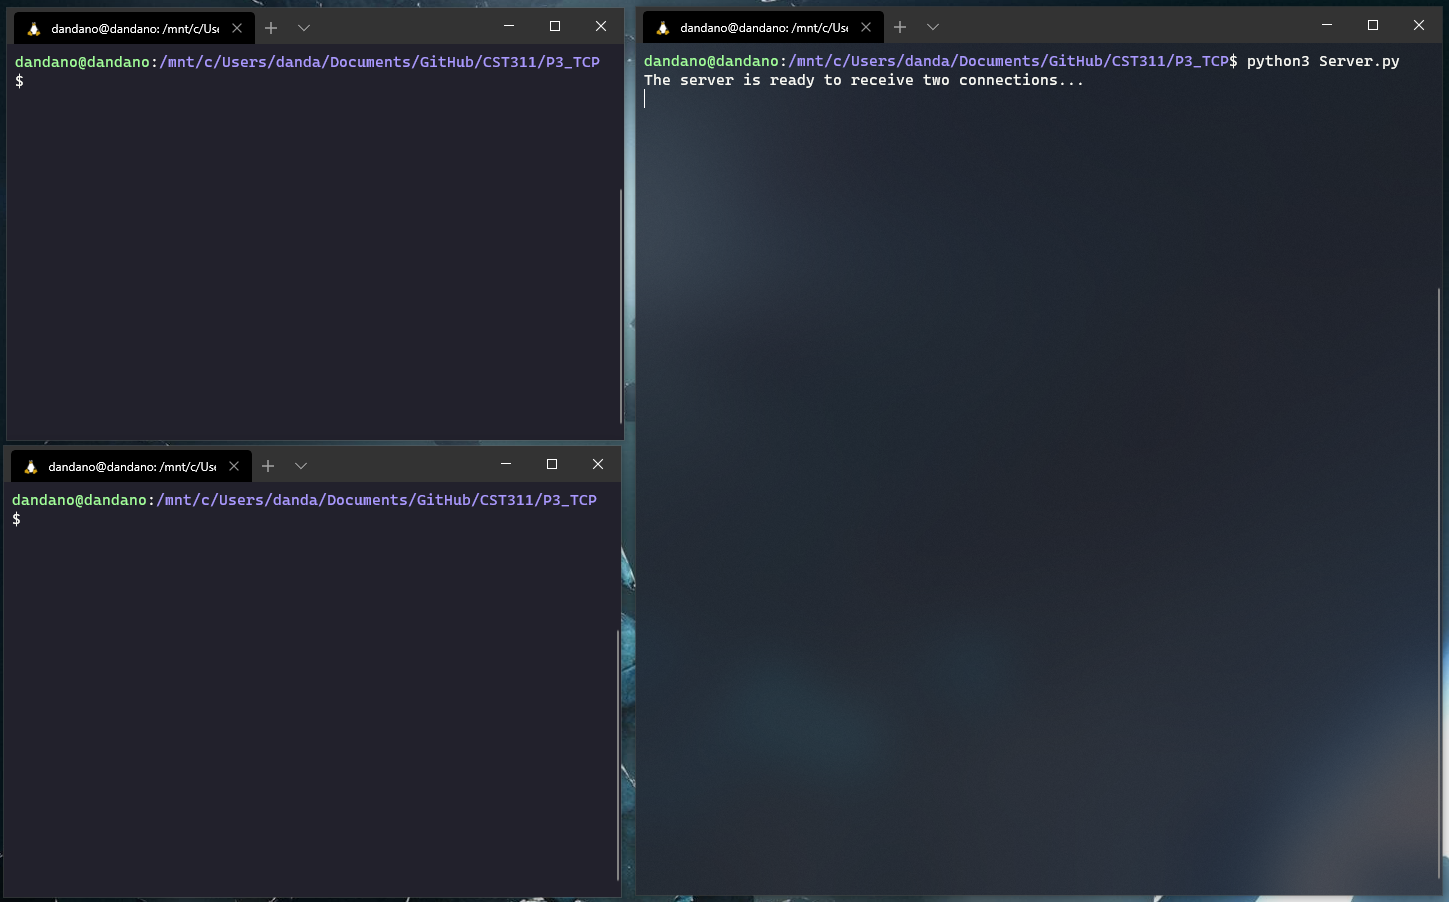 dandano@dandano: /mnt/c/Use
dandano@dandano:/mnt/c/Users/danda/Documents/GitHub/CST311/P3_TCP
$
dandano@dandano: /mnt/c/Use
dandano@dandano:/mnt/c/Users/danda/Documents/GitHub/CST311/P3_TCP
$
dandano@dandano: /mnt/c/Use
dandano@dandano:/mnt/c/Users/danda/Documents/GitHub/CST311/P3_TCP$ python3 Server.py
The server is ready to receive two connections...